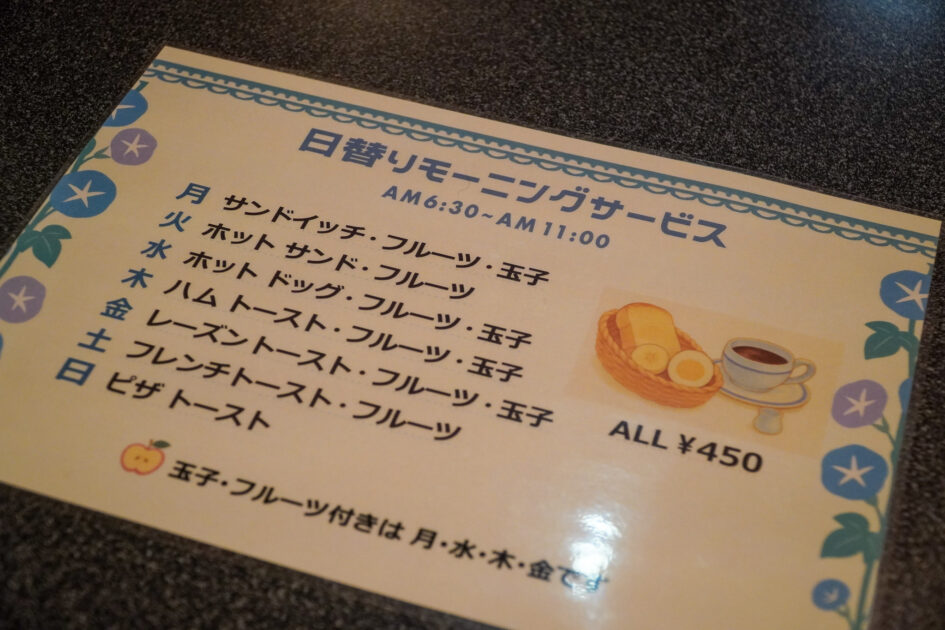 日替りモーニングサービス
AM6:30~AM11:00
月 サンドイッチ・フルーツ・玉子
火 ホット サンド・フルーツ
水 ホット ドッグ・フルーツ・玉子
木 ハム トースト・フルーツ・玉子
金 レーズントースト・フルーツ・玉子
土 フレンチトースト・フルーツ
日 ピザ トースト
ALL ¥450
玉子・フルーツ付きは 月・水・木・金です